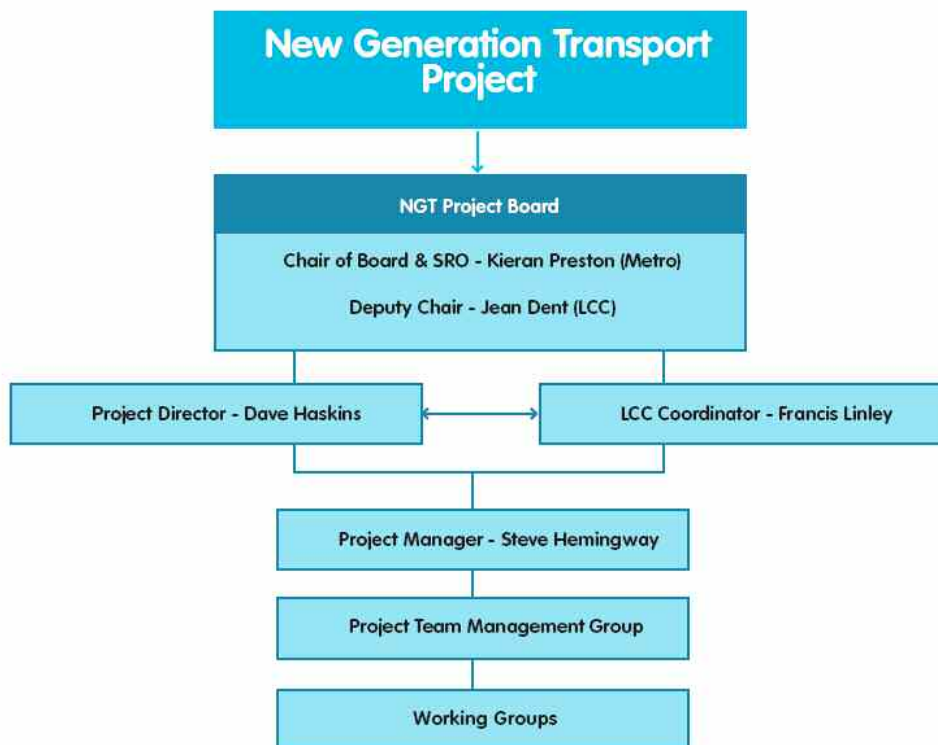 New Generation Transport
Project
NGT Project Board
Chair of Board & SRO - Kieran Preston (Metro)
Deputy Chair - Jean Dent (LCC)
Project Director - Dave Haskins
LCC Coordinator - Francis Linley
Project Manager - Steve Hemingway
Project Team Management Group
Working Groups